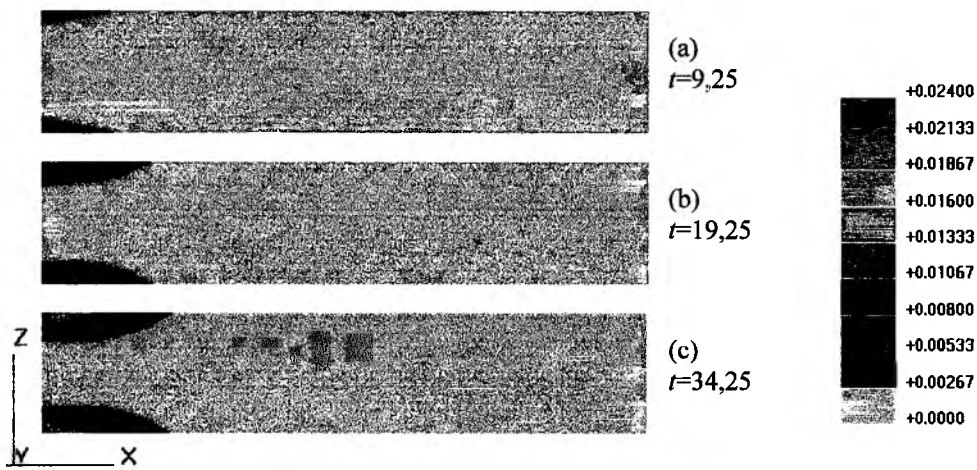 (a)
t=9,25
(b)
t=19,25
(c)
t=34,25
Z
Y
X
+0.02400
+0.02133
+0.01867
+0.01600
+0.01333
+0.01067
+0.00800
+0.00533
+0.00267
+0.0000